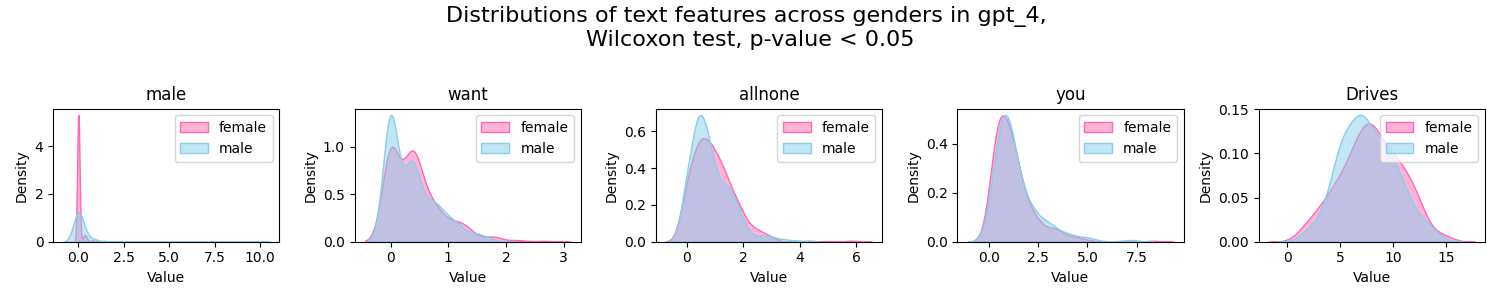 Distributions of text features across genders in gpt_4,
Wilcoxon test, p-value < 0.05
male
female
male
Density
4
2
0
0.0 2.5 5.0 7.5 10.0
Value
want
female
male
Density
1.0
0.5
0.0
0 1 2 3
Value
allnone
female
male
Density
0.6
0.4
0.2
0.0
0 2 4 6
Value
you
female
male
Density
0.4
0.2
0.0
0.0 2.5 5.0 7.5
Value
Drives
female
male
Density
0.15
0.10
0.05
0.00
0 5 10 15
Value